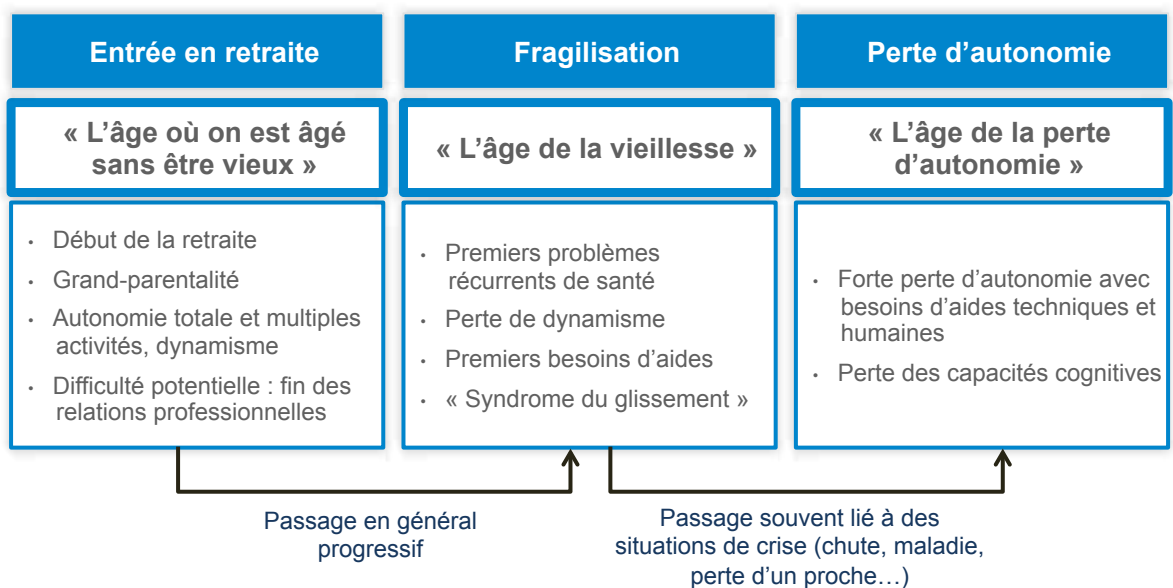 Entrée en retraite
« L’âge où on est âgé
sans être vieux »
· Début de la retraite
· Grand-parentalité
· Autonomie totale et multiples
activités, dynamisme
· Difficulté potentielle : fin des
relations professionnelles
Fragilisation
« L’âge de la vieillesse »
· Premiers problèmes
récurrents de santé
· Perte de dynamisme
· Premiers besoins d’aides
· « Syndrome du glissement »
Perte d’autonomie
« L’âge de la perte
d’autonomie »
· Forte perte d’autonomie avec
besoins d’aides techniques et
humaines
· Perte des capacités cognitives
Passage en général
progressif
Passage souvent lié à des
situations de crise (chute, maladie,
perte d’un proche…)